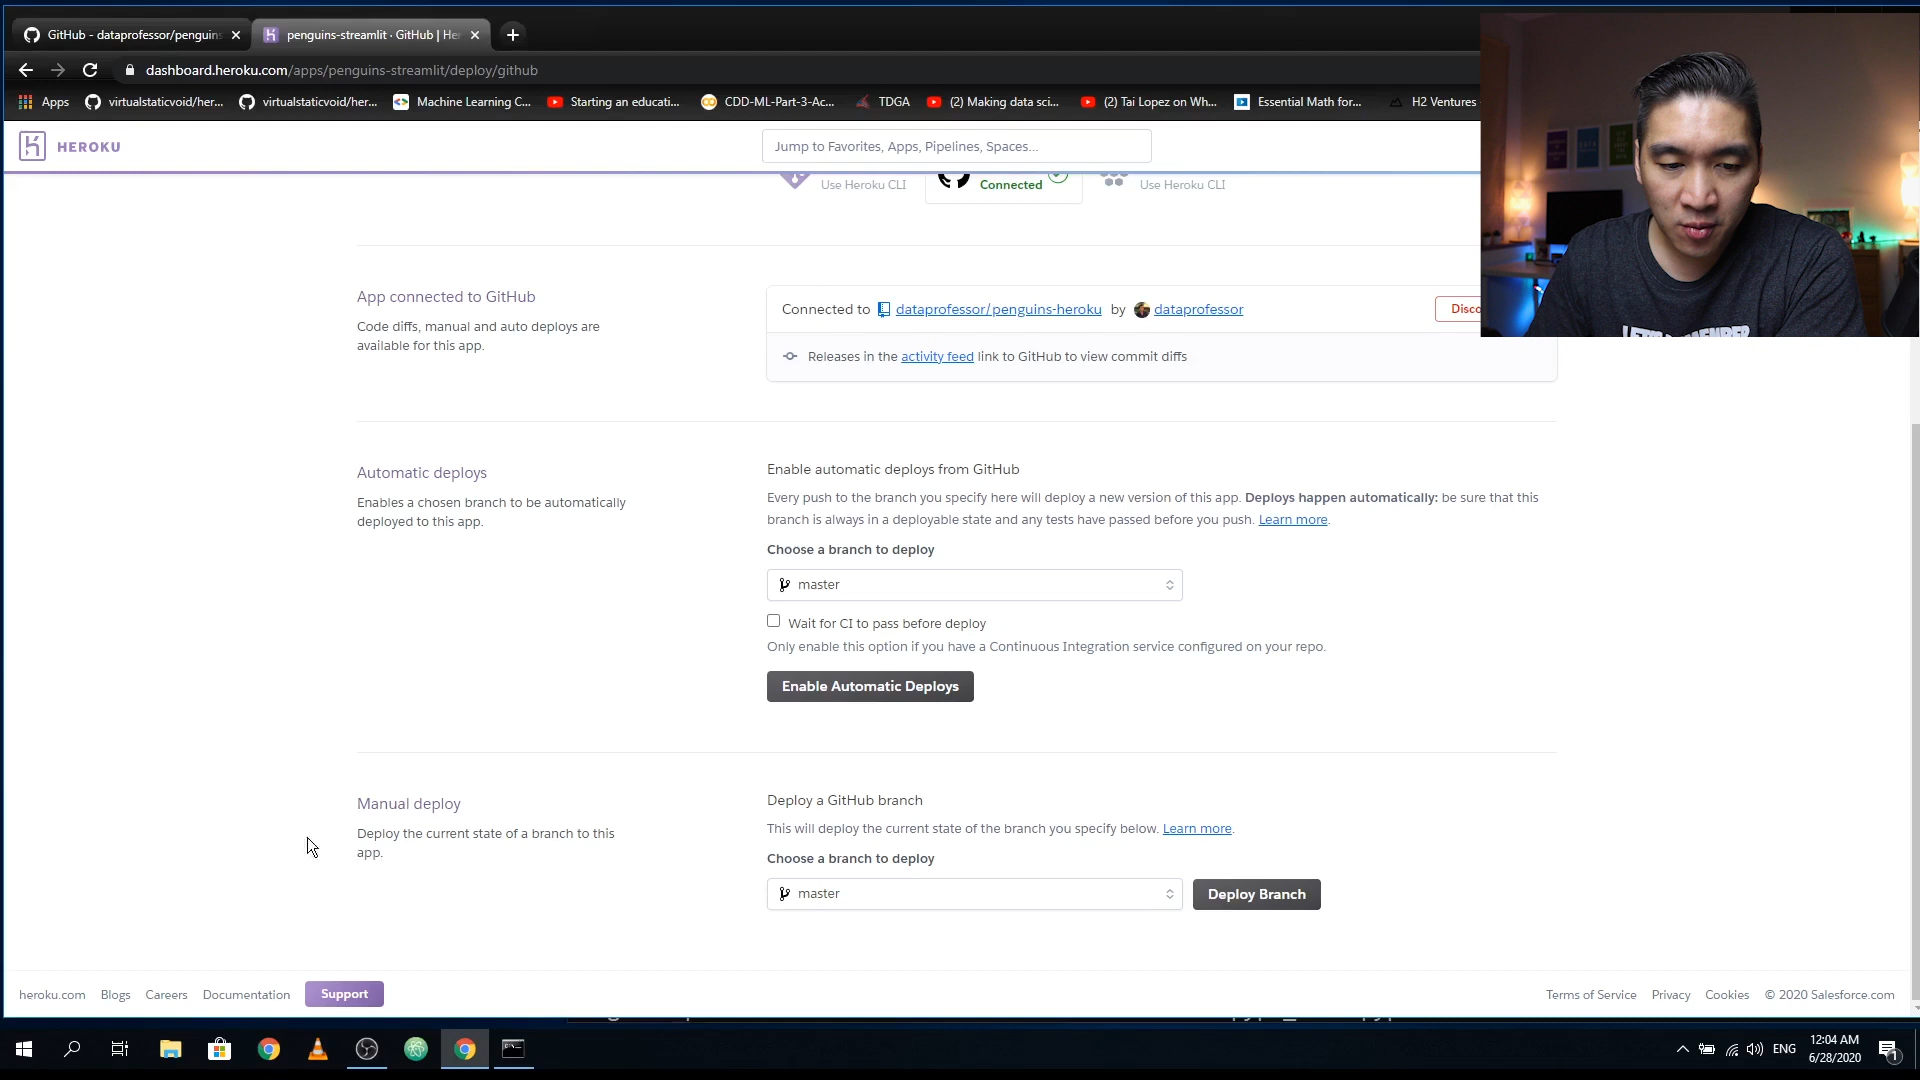 GitHub - dataprofessor/penguins
penguins-streamlit · GitHub | He
dashboard.heroku.com/apps/penguins-streamlit/deploy/github
Apps
virtualstaticvoid/her...
virtualstaticvoid/her...
Machine Learning C...
Starting an educati...
CDD-ML-Part-3-Ac...
TDGA
(2) Making data sci...
(2) Tai Lopez on Wh...
Essential Math for...
H2 Ventures
HEROKU
Jump to Favorites, Apps, Pipelines, Spaces...
Use Heroku CLI
Connected
Use Heroku CLI
App connected to GitHub
Code diffs, manual and auto deploys are
available for this app.
Connected to dataprofessor/penguins-heroku by dataprofessor
Disco
Releases in the activity feed link to GitHub to view commit diffs
Automatic deploys
Enables a chosen branch to be automatically
deployed to this app.
Enable automatic deploys from GitHub
Every push to the branch you specify here will deploy a new version of this app. Deploys happen automatically: be sure that this
branch is always in a deployable state and any tests have passed before you push. Learn more.
Choose a branch to deploy
master
Wait for CI to pass before deploy
Only enable this option if you have a Continuous Integration service configured on your repo.
Enable Automatic Deploys
Manual deploy
Deploy the current state of a branch to this
app.
Deploy a GitHub branch
This will deploy the current state of the branch you specify below. Learn more.
Choose a branch to deploy
master
Deploy Branch
heroku.com
Blogs
Careers
Documentation
Support
Terms of Service
Privacy
Cookies
© 2020 Salesforce.com
ENG
12:04 AM
6/28/2020
1